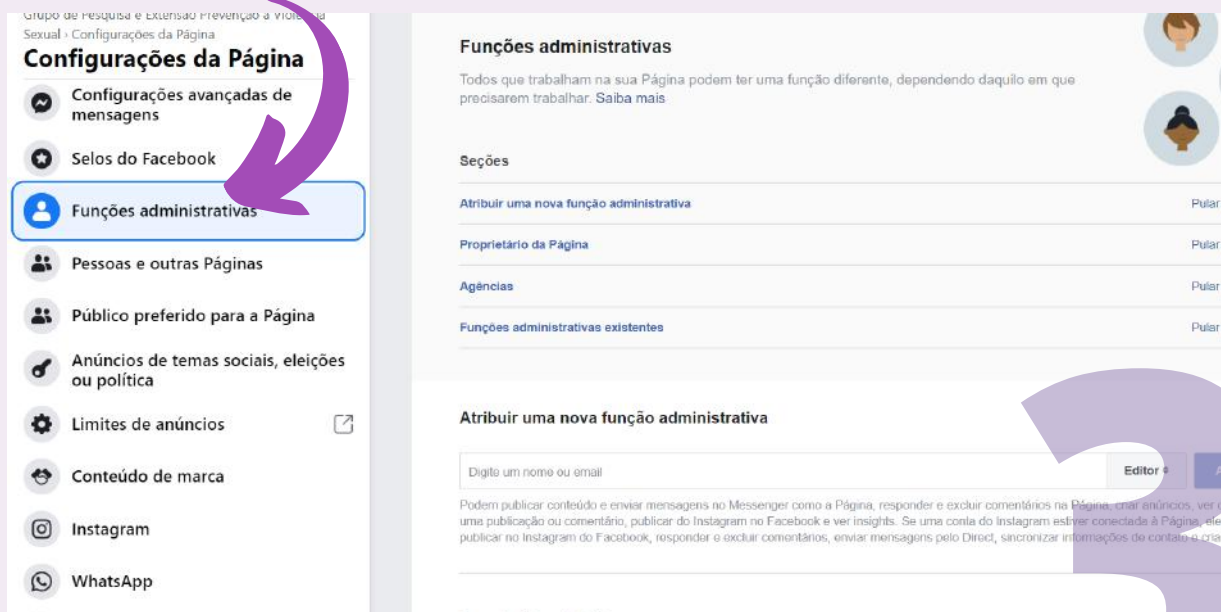 Grupo de Pesquisa e Extensão Prevenção à
Sexual › Configurações da Página
Configurações da Página
Configurações avançadas de
mensagens
Selos do Facebook
Funções administrativas
Pessoas e outras Páginas
Público preferido para a Página
Anúncios de temas sociais, eleições
ou política
Limites de anúncios
Conteúdo de marca
Instagram
WhatsApp
Funções administrativas
Todos que trabalham na sua Página podem ter uma função diferente, dependendo daquilo em que
precisarem trabalhar. Saiba mais
Seções
Atribuir uma nova função administrativa Pular
Proprietário da Página Pular
Agências Pular
Funções administrativas existentes Pular
Atribuir uma nova função administrativa
Digite um nome ou email Editor
Podem publicar conteúdo e enviar mensagens no Messenger como a Página, responder e excluir comentários na Página, criar anúncios, ver
uma publicação ou comentário, publicar do Instagram no Facebook e ver insights. Se uma conta do Instagram estiver conectada à Página,
publicar no Instagram do Facebook, responder e excluir comentários, enviar mensagens pelo Direct, sincronizar informações de contato e
3